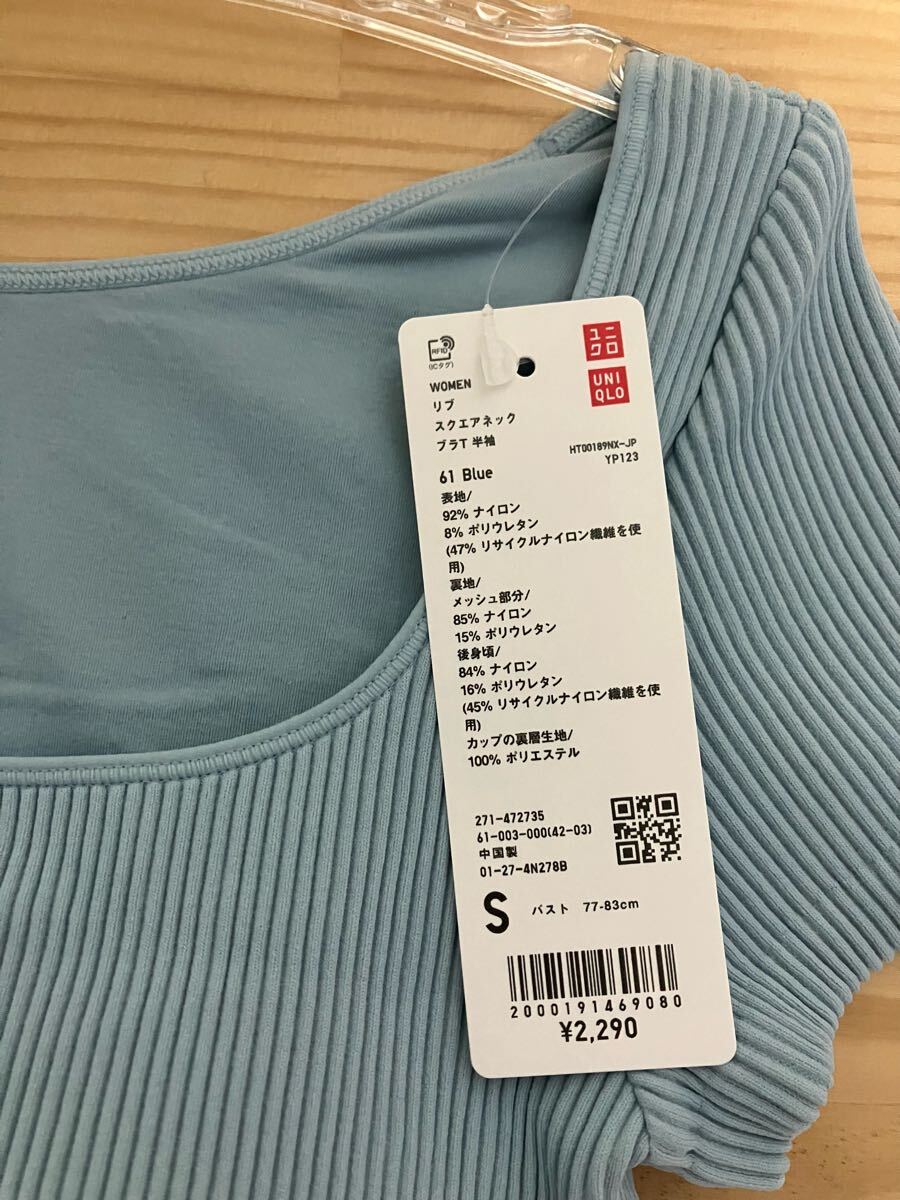 RFID
(ICタグ)
ユニ
クロ
UNI
QLO
WOMEN
リブ
スクエアネック
ブラT 半袖
HT00189NX-JP
YP123
61 Blue
表地/
92% ナイロン
8% ポリウレタン
(47% リサイクルナイロン繊維を使
用)
裏地/
メッシュ部分/
85% ナイロン
15% ポリウレタン
後身頃/
84% ナイロン
16% ポリウレタン
(45% リサイクルナイロン繊維を使
用)
カップの裏層生地/
100% ポリエステル
271-472735
61-003-000(42-03)
中国製
01-27-4N278B
S バスト 77-83cm
2000191469080
¥2,290